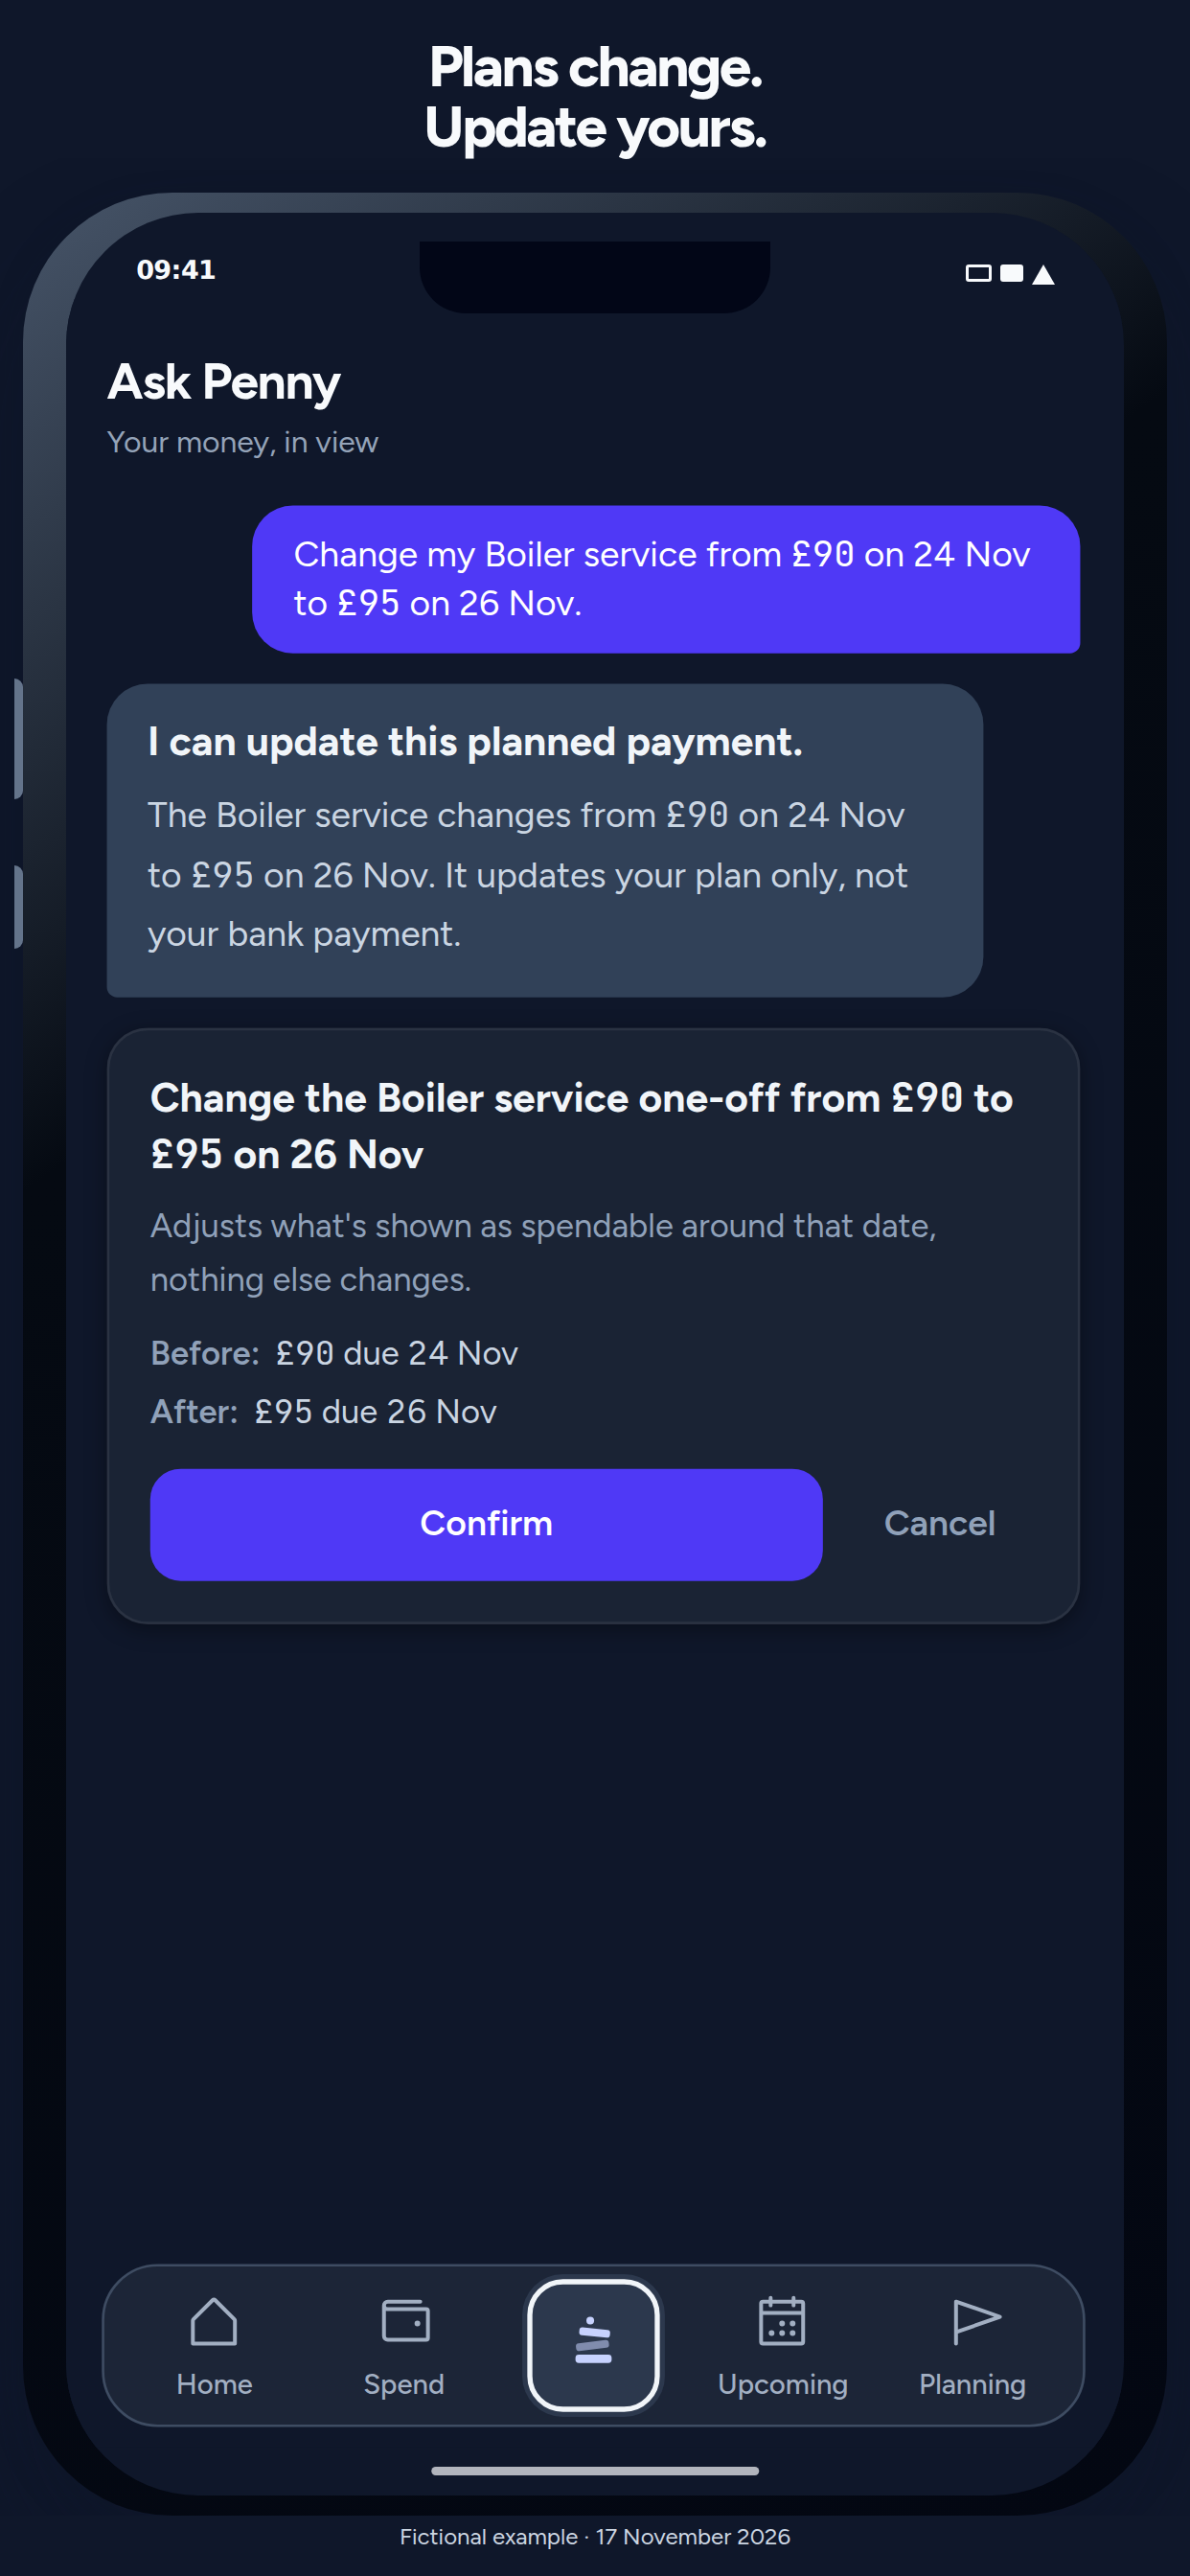 Plans change.
Update yours.
09:41
Ask Penny
Your money, in view
Change my Boiler service from £90 on 24 Nov
to £95 on 26 Nov.
I can update this planned payment.
The Boiler service changes from £90 on 24 Nov
to £95 on 26 Nov. It updates your plan only, not
your bank payment.
Change the Boiler service one-off from £90 to
£95 on 26 Nov
Adjusts what's shown as spendable around that date,
nothing else changes.
Before: £90 due 24 Nov
After: £95 due 26 Nov
Confirm
Cancel
Home
Spend
Upcoming
Planning
Fictional example · 17 November 2026